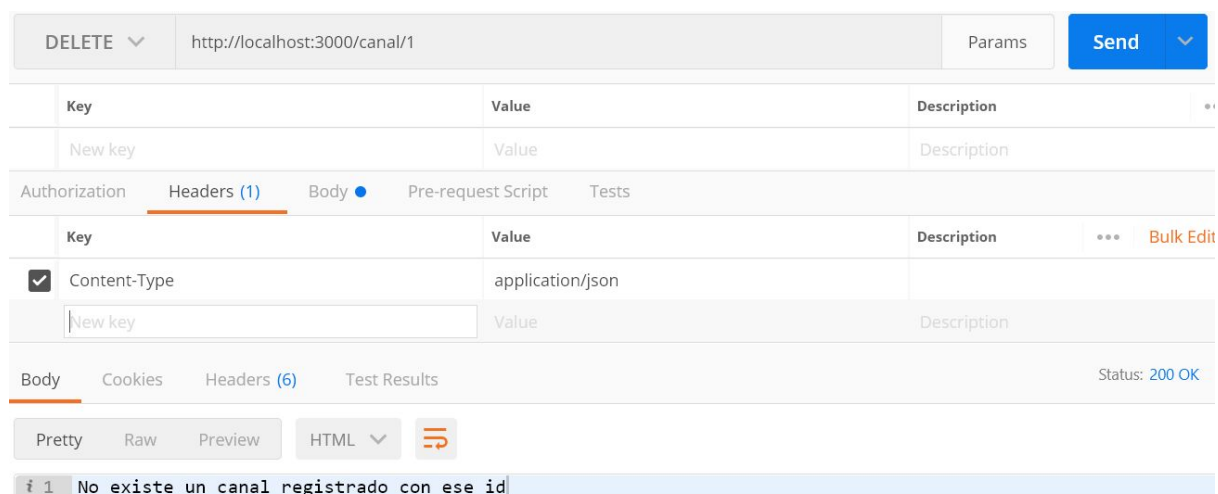 DELETE http://localhost:3000/canal/1 Params Send
Key Value Description
New key Value Description
Authorization Headers (1) Body Pre-request Script Tests
Key Value Description Bulk Edit
Content-Type application/json
New key Value Description
Body Cookies Headers (6) Test Results Status: 200 OK
Pretty Raw Preview HTML
i 1 No existe un canal registrado con ese id